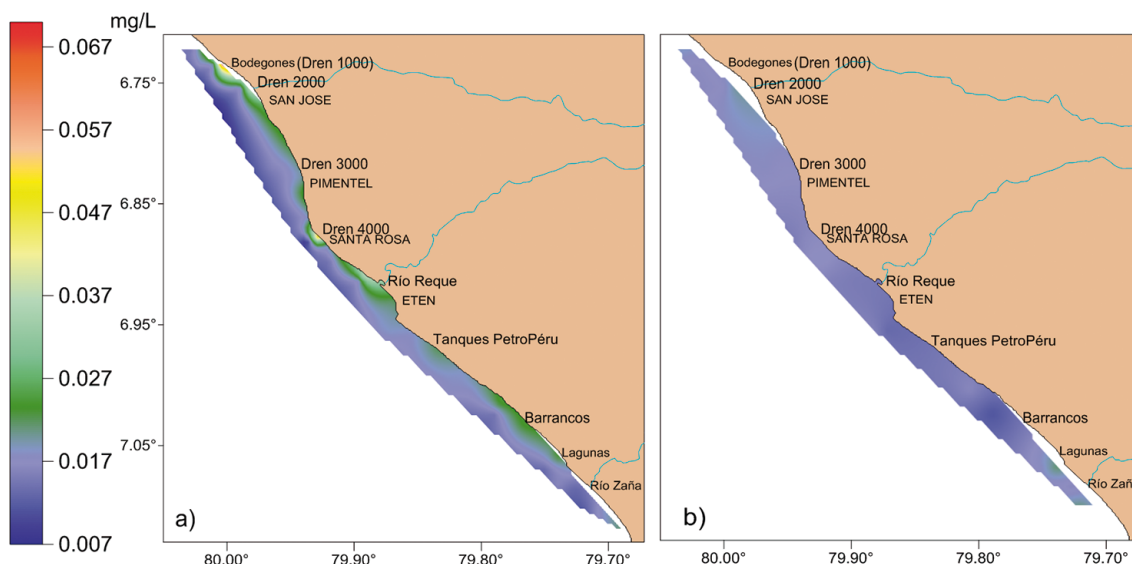 mg/L
0.067
0.057
0.047
0.037
0.027
0.017
0.007
6.75°
6.85°
6.95°
7.05°
Bodegones (Dren 1000)
Dren 2000
SAN JOSE
Dren 3000
PIMENTEL
Dren 4000
SANTA ROSA
Río Reque
ETEN
Tanques PetroPéru
Barrancos
Lagunas
Río Zaña
a)
80.00°
79.90°
79.80°
79.70°
Bodegones (Dren 1000)
Dren 2000
SAN JOSE
Dren 3000
PIMENTEL
Dren 4000
SANTA ROSA
Río Reque
ETEN
Tanques PetroPéru
Barrancos
Lagunas
Río Zañ
b)
80.00°
79.90°
79.80°
79.70°